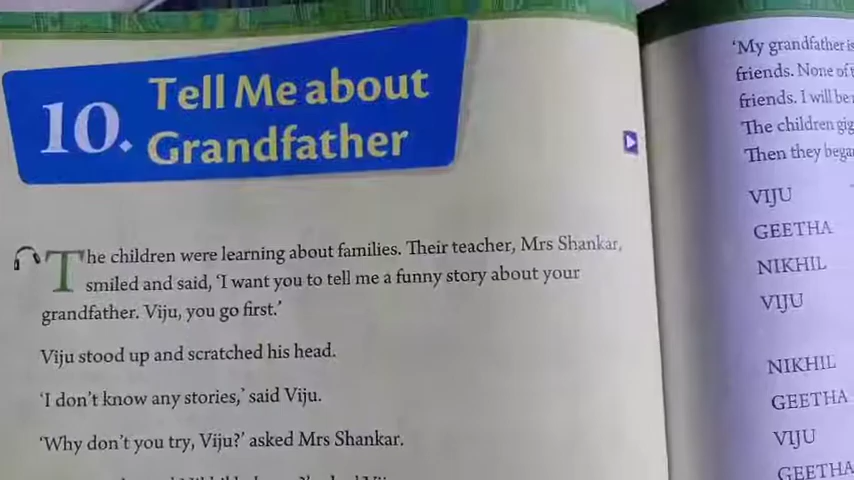 10.
Tell Me about
Grandfather
The children were learning about families. Their teacher, Mrs Shankar,
smiled and said, ‘I want you to tell me a funny story about your
grandfather. Viju, you go first.’
Viju stood up and scratched his head.
‘I don’t know any stories,’ said Viju.
‘Why don’t you try, Viju?’ asked Mrs Shankar.
‘My grandfather is
friends. None of
friends. I will be
The children
Then they
VIJU
GEETHA
NIKHIL
VIJU
NIKHIL
GEETHA
VIJU
GEETHA